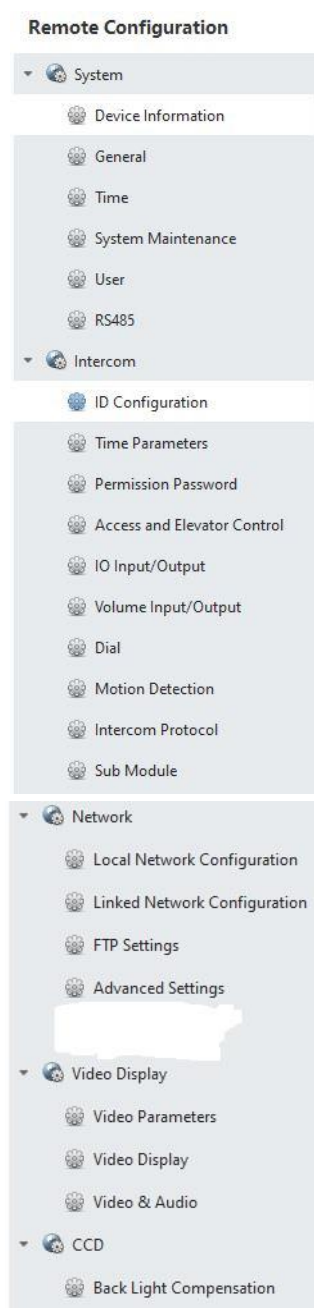 Remote Configuration
System
Device Information
General
Time
System Maintenance
User
RS485
Intercom
ID Configuration
Time Parameters
Permission Password
Access and Elevator Control
IO Input/Output
Volume Input/Output
Dial
Motion Detection
Intercom Protocol
Sub Module
Network
Local Network Configuration
Linked Network Configuration
FTP Settings
Advanced Settings
Video Display
Video Parameters
Video Display
Video & Audio
CCD
Back Light Compensation